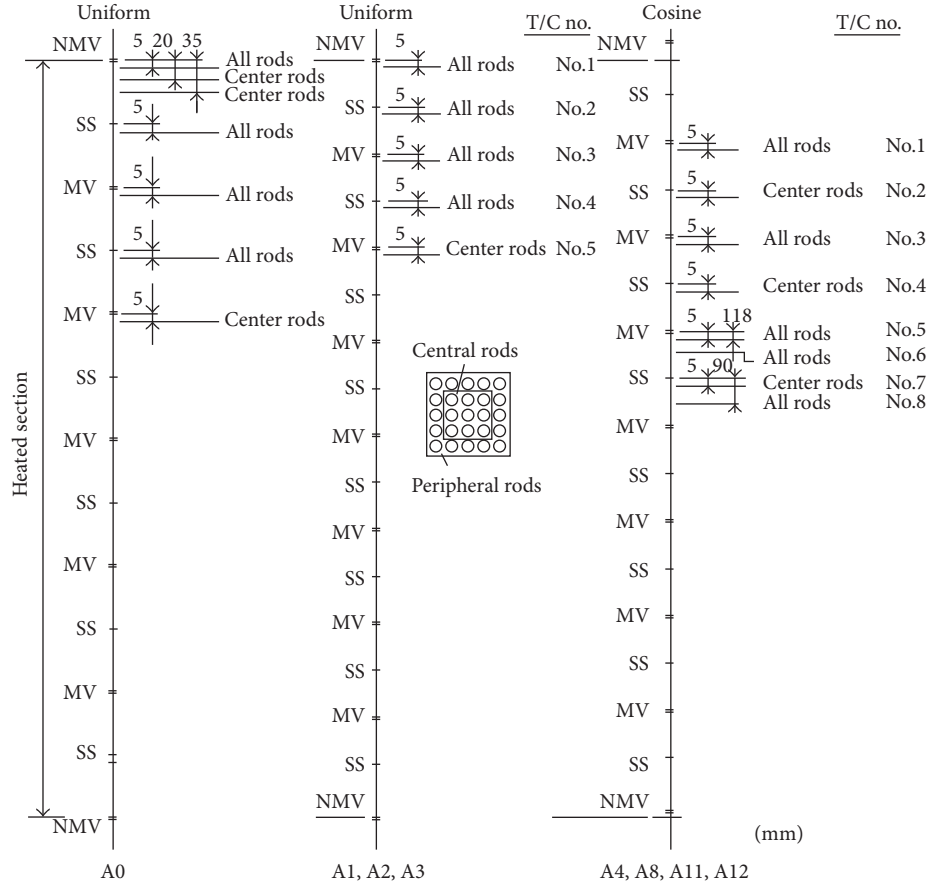 Uniform
NMV
5 20 35
All rods
Center rods
Center rods
SS
All rods
MV
5
All rods
SS
5
All rods
MV
5
Center rods
SS
MV
SS
MV
SS
MV
SS
NMV
Heated section
A0
Uniform
T/C no.
NMV
5
All rods No.1
SS
5
All rods No.2
MV
5
All rods No.3
SS
5
All rods No.4
MV
5
Center rods No.5
SS
MV
Central rods
SS
MV
Peripheral rods
SS
MV
SS
MV
SS
MV
SS
NMV
A1, A2, A3
Cosine
T/C no.
NMV
SS
MV
5
All rods No.1
SS
5
Center rods No.2
MV
5
All rods No.3
SS
5
Center rods No.4
MV
5 118
All rods No.5
All rods No.6
SS
5 90
Center rods No.7
All rods No.8
MV
SS
MV
SS
MV
SS
MV
SS
NMV
(mm)
A4, A8, A11, A12